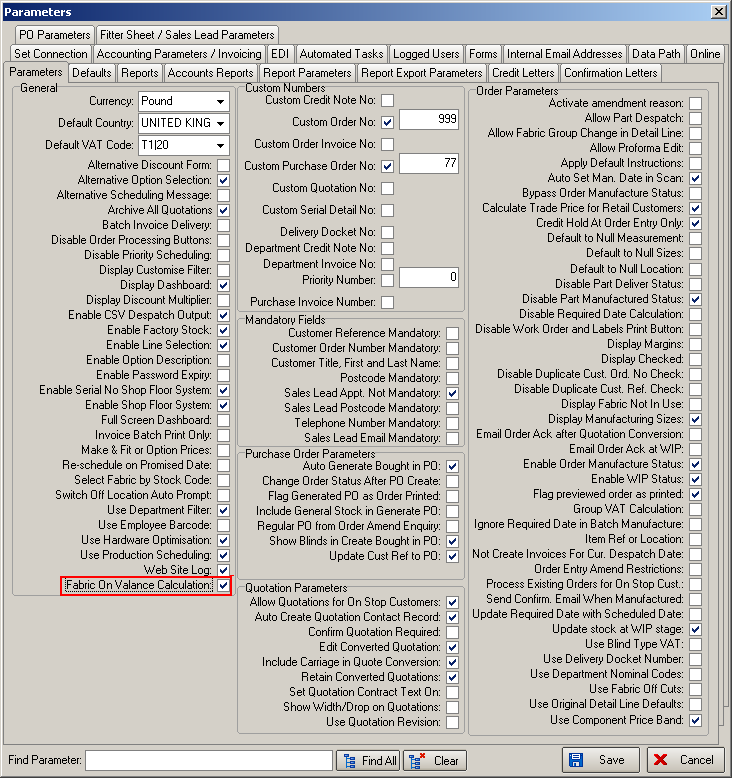 Parameters
PO Parameters Fitter Sheet / Sales Lead Parameters
Set Connection Accounting Parameters / Invoicing EDI Automated Tasks Logged Users Forms Internal Email Addresses Data Path Online
Parameters Defaults Reports Accounts Reports Report Parameters Report Export Parameters Credit Letters Confirmation Letters
General
Currency: Pound
Default Country: UNITED KING
Default VAT Code: T1|20
Alternative Discount Form:
Alternative Option Selection:
Alternative Scheduling Message:
Archive All Quotations
Batch Invoice Delivery:
Disable Order Processing Buttons:
Disable Priority Scheduling:
Display Customise Filter:
Display Dashboard:
Display Discount Multiplier:
Enable CSV Despatch Output:
Enable Factory Stock:
Enable Line Selection:
Enable Option Description:
Enable Password Expiry:
Enable Serial No Shop Floor System:
Enable Shop Floor System:
Full Screen Dashboard:
Invoice Batch Print Only:
Make & Fit or Option Prices:
Re-schedule on Promised Date:
Select Fabric by Stock Code:
Switch Off Location Auto Prompt:
Use Department Filter:
Use Employee Barcode:
Use Hardware Optimisation:
Use Production Scheduling:
Web Site Log:
Fabric On Valance Calculation:
Custom Numbers
Custom Credit Note No:
Custom Order No: 999
Custom Order Invoice No:
Custom Purchase Order No: 77
Custom Quotation No:
Custom Serial Detail No:
Delivery Docket No:
Department Credit Note No:
Department Invoice No:
Priority Number: 0
Purchase Invoice Number:
Mandatory Fields
Customer Reference Mandatory:
Customer Order Number Mandatory:
Customer Title, First and Last Name:
Postcode Mandatory:
Sales Lead Appt. Not Mandatory:
Sales Lead Postcode Mandatory:
Telephone Number Mandatory:
Sales Lead Email Mandatory:
Purchase Order Parameters
Auto Generate Bought in PO:
Change Order Status After PO Create:
Flag Generated PO as Order Printed:
Include General Stock in Generate PO:
Regular PO from Order Amend Enquiry:
Show Blinds in Create Bought in PO:
Update Cust Ref to PO:
Quotation Parameters
Allow Quotations for On Stop Customers:
Auto Create Quotation Contact Record:
Confirm Quotation Required:
Edit Converted Quotation:
Include Carriage in Quote Conversion:
Retain Converted Quotations:
Set Quotation Contract Text On:
Show Width/Drop on Quotations:
Use Quotation Revision:
Order Parameters
Activate amendment reason:
Allow Part Despatch:
Allow Fabric Group Change in Detail Line:
Allow Proforma Edit:
Apply Default Instructions:
Auto Set Man. Date in Scan:
Bypass Order Manufacture Status:
Calculate Trade Price for Retail Customers:
Credit Hold At Order Entry Only:
Default to Null Measurement:
Default to Null Sizes:
Default to Null Location:
Disable Part Deliver Status:
Disable Part Manufactured Status:
Disable Required Date Calculation:
Disable Work Order and Labels Print Button:
Display Margins:
Display Checked:
Disable Duplicate Cust. Ord. No Check:
Disable Duplicate Cust. Ref. Check:
Display Fabric Not In Use:
Display Manufacturing Sizes:
Email Order Ack after Quotation Conversion:
Email Order Ack at WIP:
Enable Order Manufacture Status:
Enable WIP Status:
Flag previewed order as printed:
Group VAT Calculation:
Ignore Required Date in Batch Manufacture:
Item Ref or Location:
Not Create Invoices For Cur. Despatch Date:
Order Entry Amend Restrictions:
Process Existing Orders for On Stop Cust.:
Send Confirm. Email When Manufactured:
Update Required Date with Scheduled Date:
Update stock at WIP stage:
Use Blind Type VAT:
Use Delivery Docket Number:
Use Department Nominal Codes:
Use Fabric Off Cuts:
Use Original Detail Line Defaults:
Use Component Price Band:
Find Parameter: Find All Clear Save Cancel